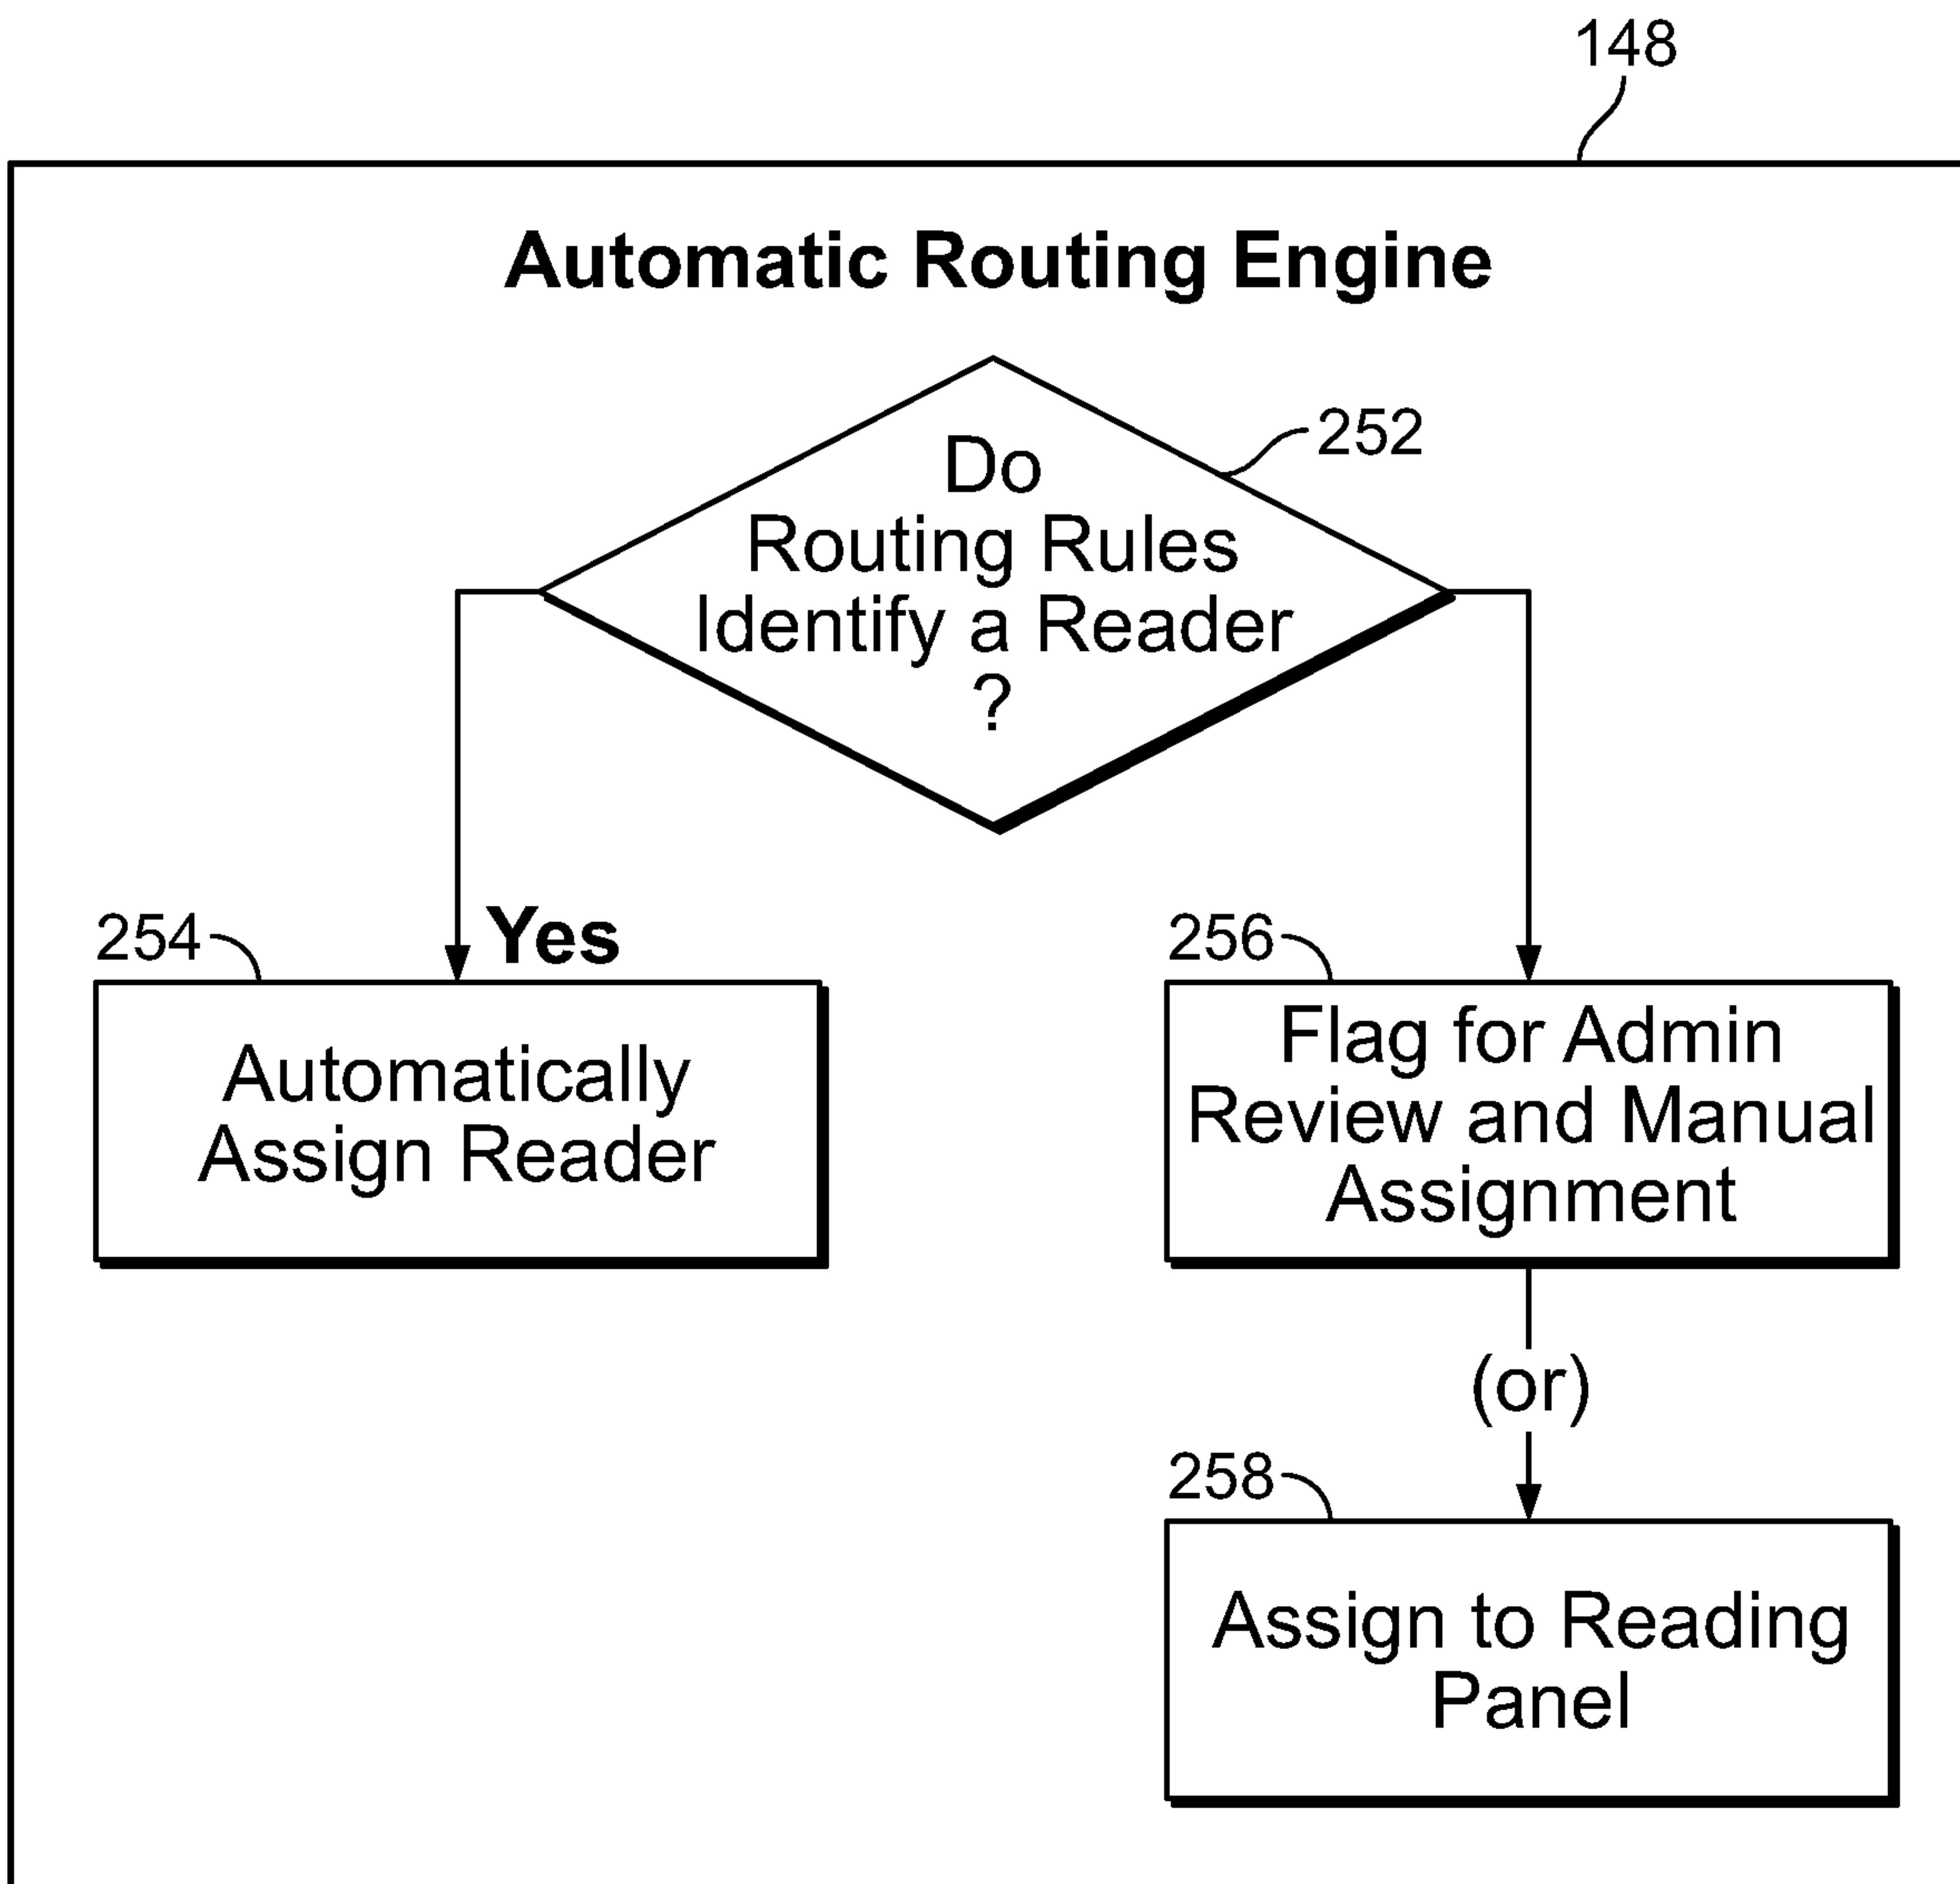 148
Automatic Routing Engine
252
Do
Routing Rules
Identify a Reader
?
254
Yes
256
Automatically
Assign Reader
Flag for Admin
Review and Manual
Assignment
(or)
258
Assign to Reading
Panel